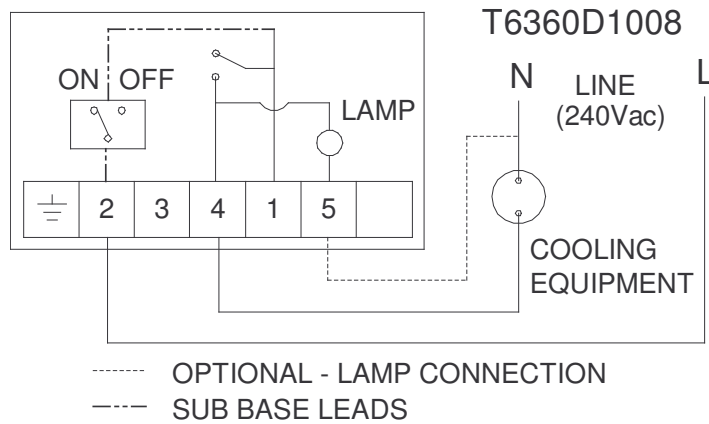 T6360D1008
N
LINE
(240Vac)
L
ON OFF
LAMP
2 3 4 1 5
COOLING
EQUIPMENT
OPTIONAL - LAMP CONNECTION
SUB BASE LEADS